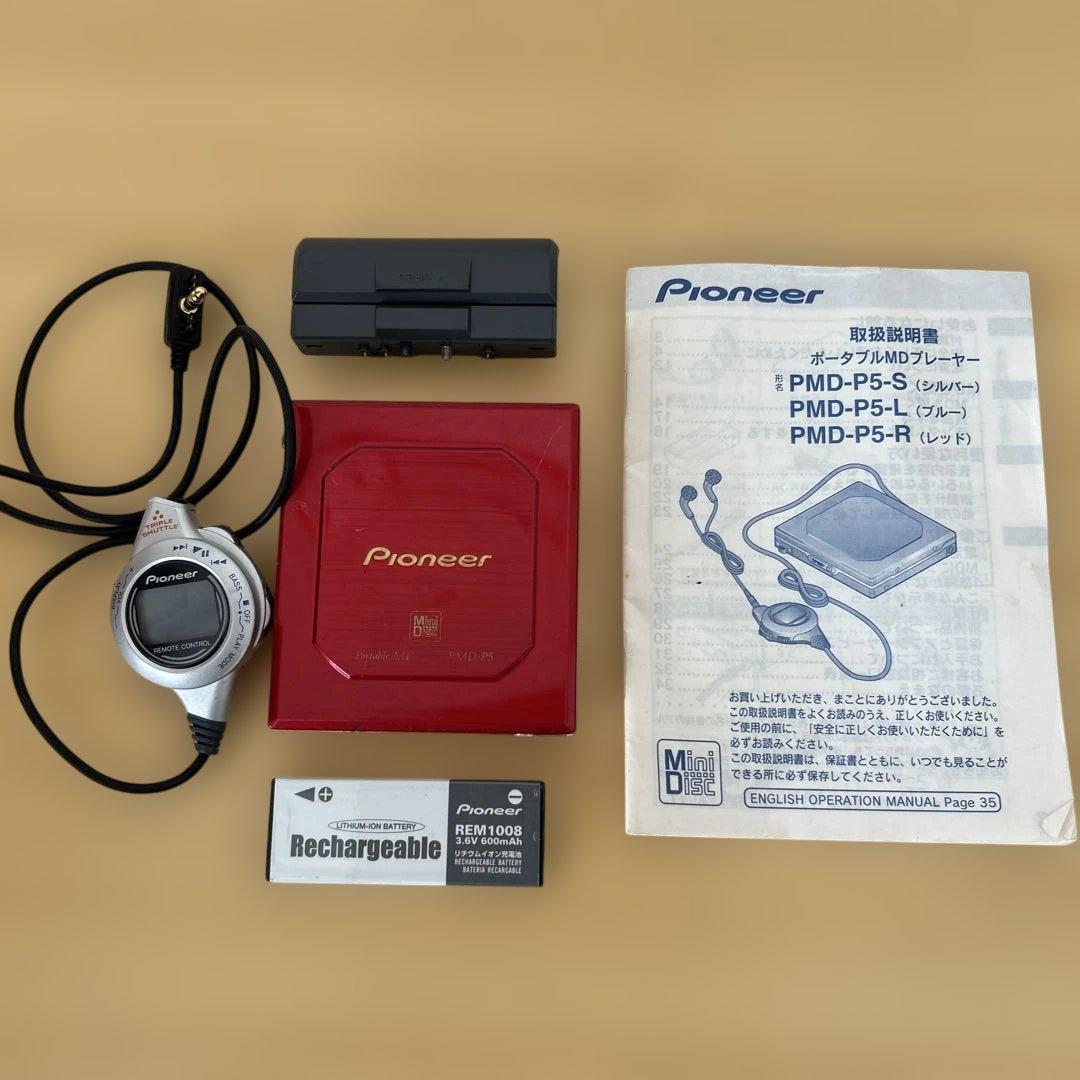 Pioneer
取扱説明書
ポータブルMDプレーヤー
形名 PMD-P5-S (シルバー)
PMD-P5-L (ブルー)
PMD-P5-R (レッド)
お買い上げいただき、まことにありがとうございました。
この取扱説明書をよくお読みのうえ、正しくお使いください。
ご使用の前に、「安全に正しくお使いいただくために」を
必ずお読みください。
この取扱説明書は、保証書とともに、いつでも見ることが
できる所に必ず保存してください。
Mini
Disc
ENGLISH OPERATION MANUAL Page 35
TRIPLE
SHUTTLE
Pioneer
BASS
OFF
PLAY MODE
DISPLAY
VOL
REMOTE CONTROL
Pioneer
Mini
Disc
Portable M PMD-P5
Pioneer
LITHIUM-ION BATTERY
Rechargeable
REM1008
3.6V 600mAh
リチウムイオン充電池
RECHARGEABLE BATTERY
BATERIA RECARGABLE